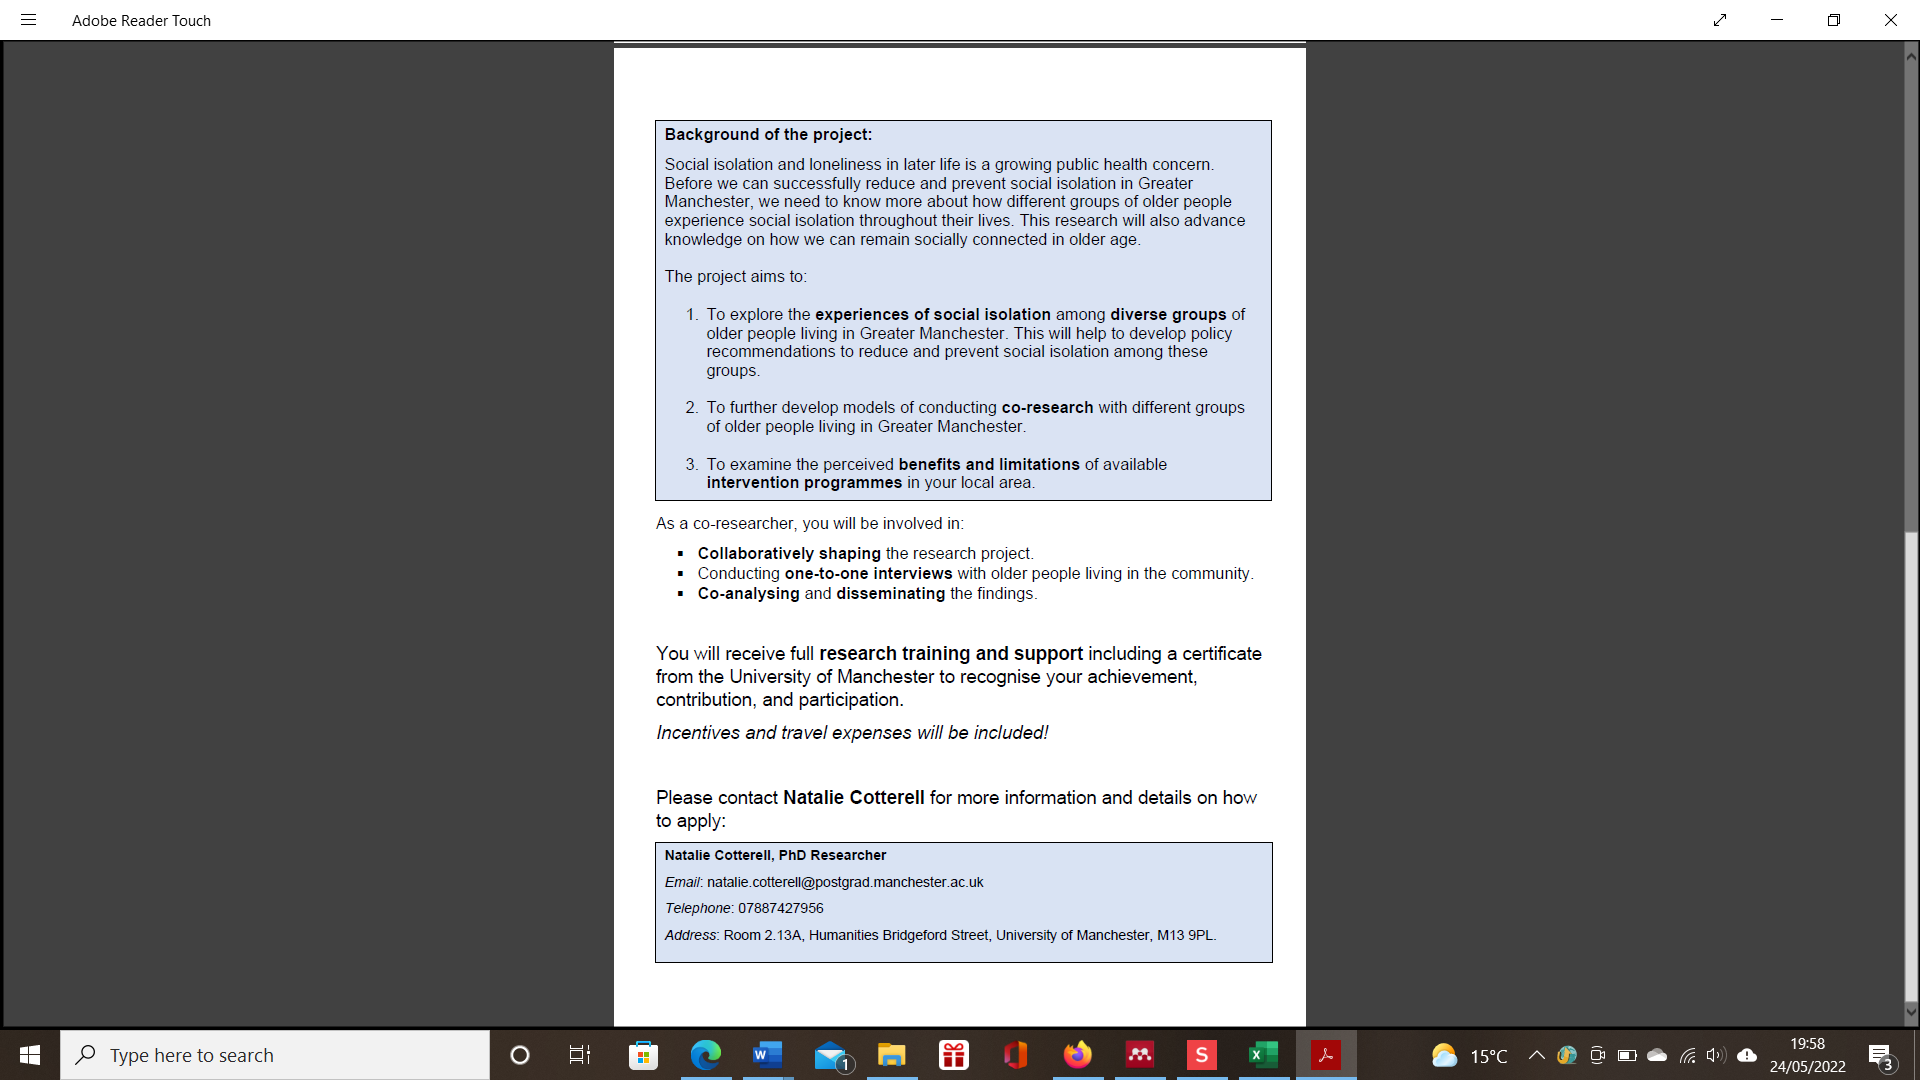 Adobe Reader Touch
Background of the project:
Social isolation and loneliness in later life is a growing public health concern.
Before we can successfully reduce and prevent social isolation in Greater
Manchester, we need to know more about how different groups of older people
experience social isolation throughout their lives. This research will also advance
knowledge on how we can remain socially connected in older age.
The project aims to:
1. To explore the experiences of social isolation among diverse groups of
older people living in Greater Manchester. This will help to develop policy
recommendations to reduce and prevent social isolation among these
groups.
2. To further develop models of conducting co-research with different groups
of older people living in Greater Manchester.
3. To examine the perceived benefits and limitations of available
intervention programmes in your local area.
As a co-researcher, you will be involved in:
▪ Collaboratively shaping the research project.
▪ Conducting one-to-one interviews with older people living in the community.
▪ Co-analysing and disseminating the findings.
You will receive full research training and support including a certificate
from the University of Manchester to recognise your achievement,
contribution, and participation.
Incentives and travel expenses will be included!
Please contact Natalie Cotterell for more information and details on how
to apply:
Natalie Cotterell, PhD Researcher
Email: natalie.cotterell@postgrad.manchester.ac.uk
Telephone: 07887427956
Address: Room 2.13A, Humanities Bridgeford Street, University of Manchester, M13 9PL.
Type here to search
W
1
S
X
15°C
19:58
24/05/2022
3